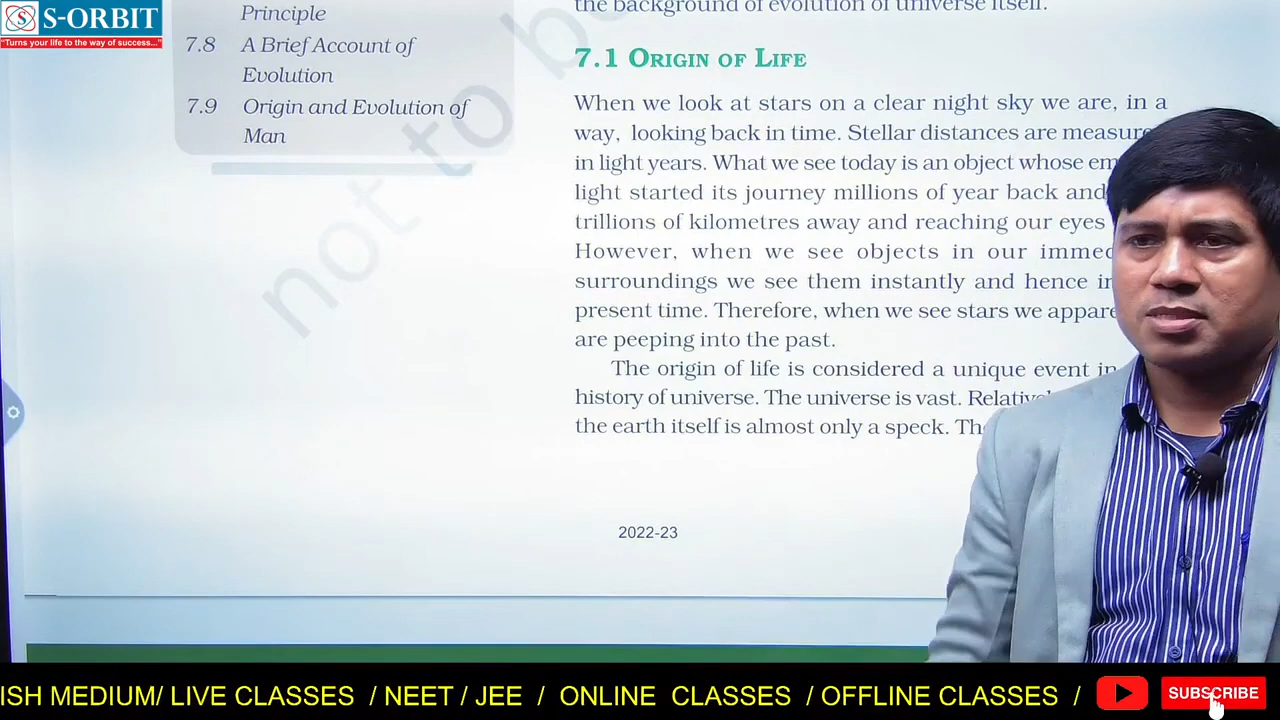 S-ORBIT
"Turns your life to the way of success..."
Principle
7.8 A Brief Account of
Evolution
7.9 Origin and Evolution of
Man
the background of evolution of universe itself.
7.1 ORIGIN OF LIFE
When we look at stars on a clear night sky we are, in a
way, looking back in time. Stellar distances are measure
in light years. What we see today is an object whose em
light started its journey millions of year back and
trillions of kilometres away and reaching our eyes
However, when we see objects in our immed
surroundings we see them instantly and hence in
present time. Therefore, when we see stars we appare
are peeping into the past.
The origin of life is considered a unique event in
history of universe. The universe is vast. Relativ
the earth itself is almost only a speck. The
not to b
2022-23
ISH MEDIUM/ LIVE CLASSES / NEET / JEE / ONLINE CLASSES / OFFLINE CLASSES /
SUBSCRIBE